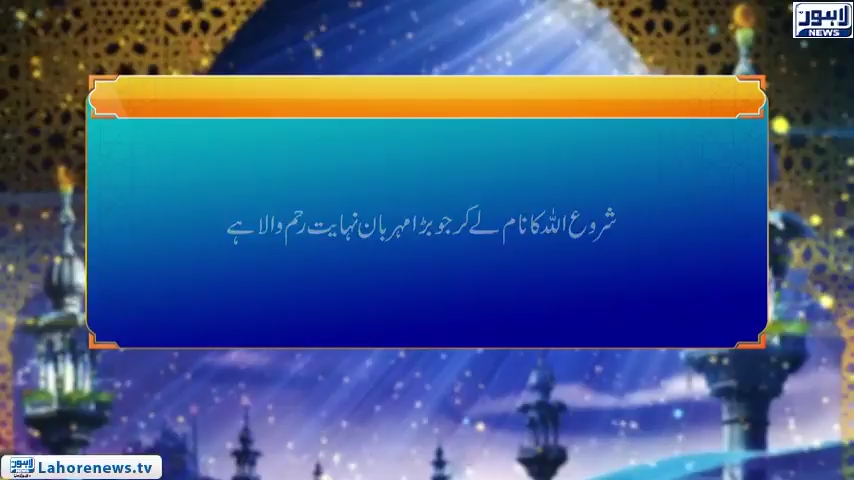 لاہور
NEWS
شروع اللہ کا نام لے کر جو بڑا مہربان نہایت رحم والا ہے
Lahorenews.tv